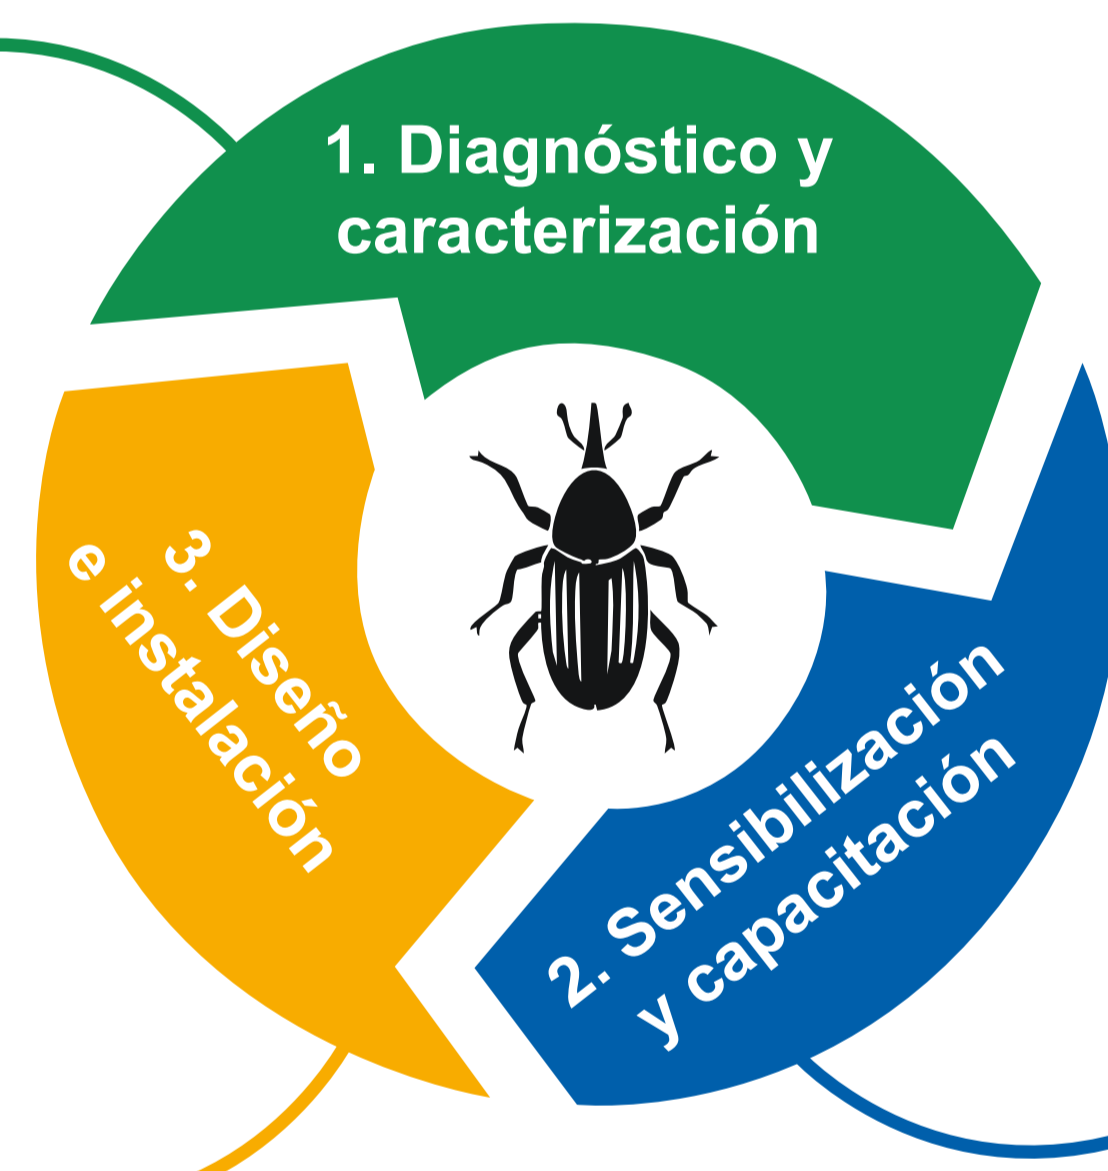 1. Diagnóstico y
caracterización
2. Sensibilización
y capacitación
3. Diseño
e instalación